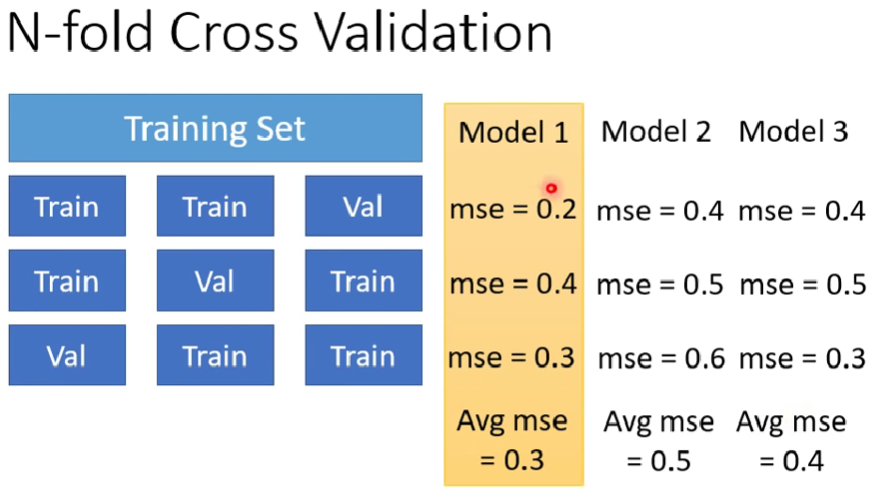 N-fold Cross Validation
Training Set
Model 1 Model 2 Model 3
Train Train Val mse = 0.2 mse = 0.4 mse = 0.4
Train Val Train mse = 0.4 mse = 0.5 mse = 0.5
Val Train Train mse = 0.3 mse = 0.6 mse = 0.3
Avg mse Avg mse Avg mse
= 0.3 = 0.5 = 0.4